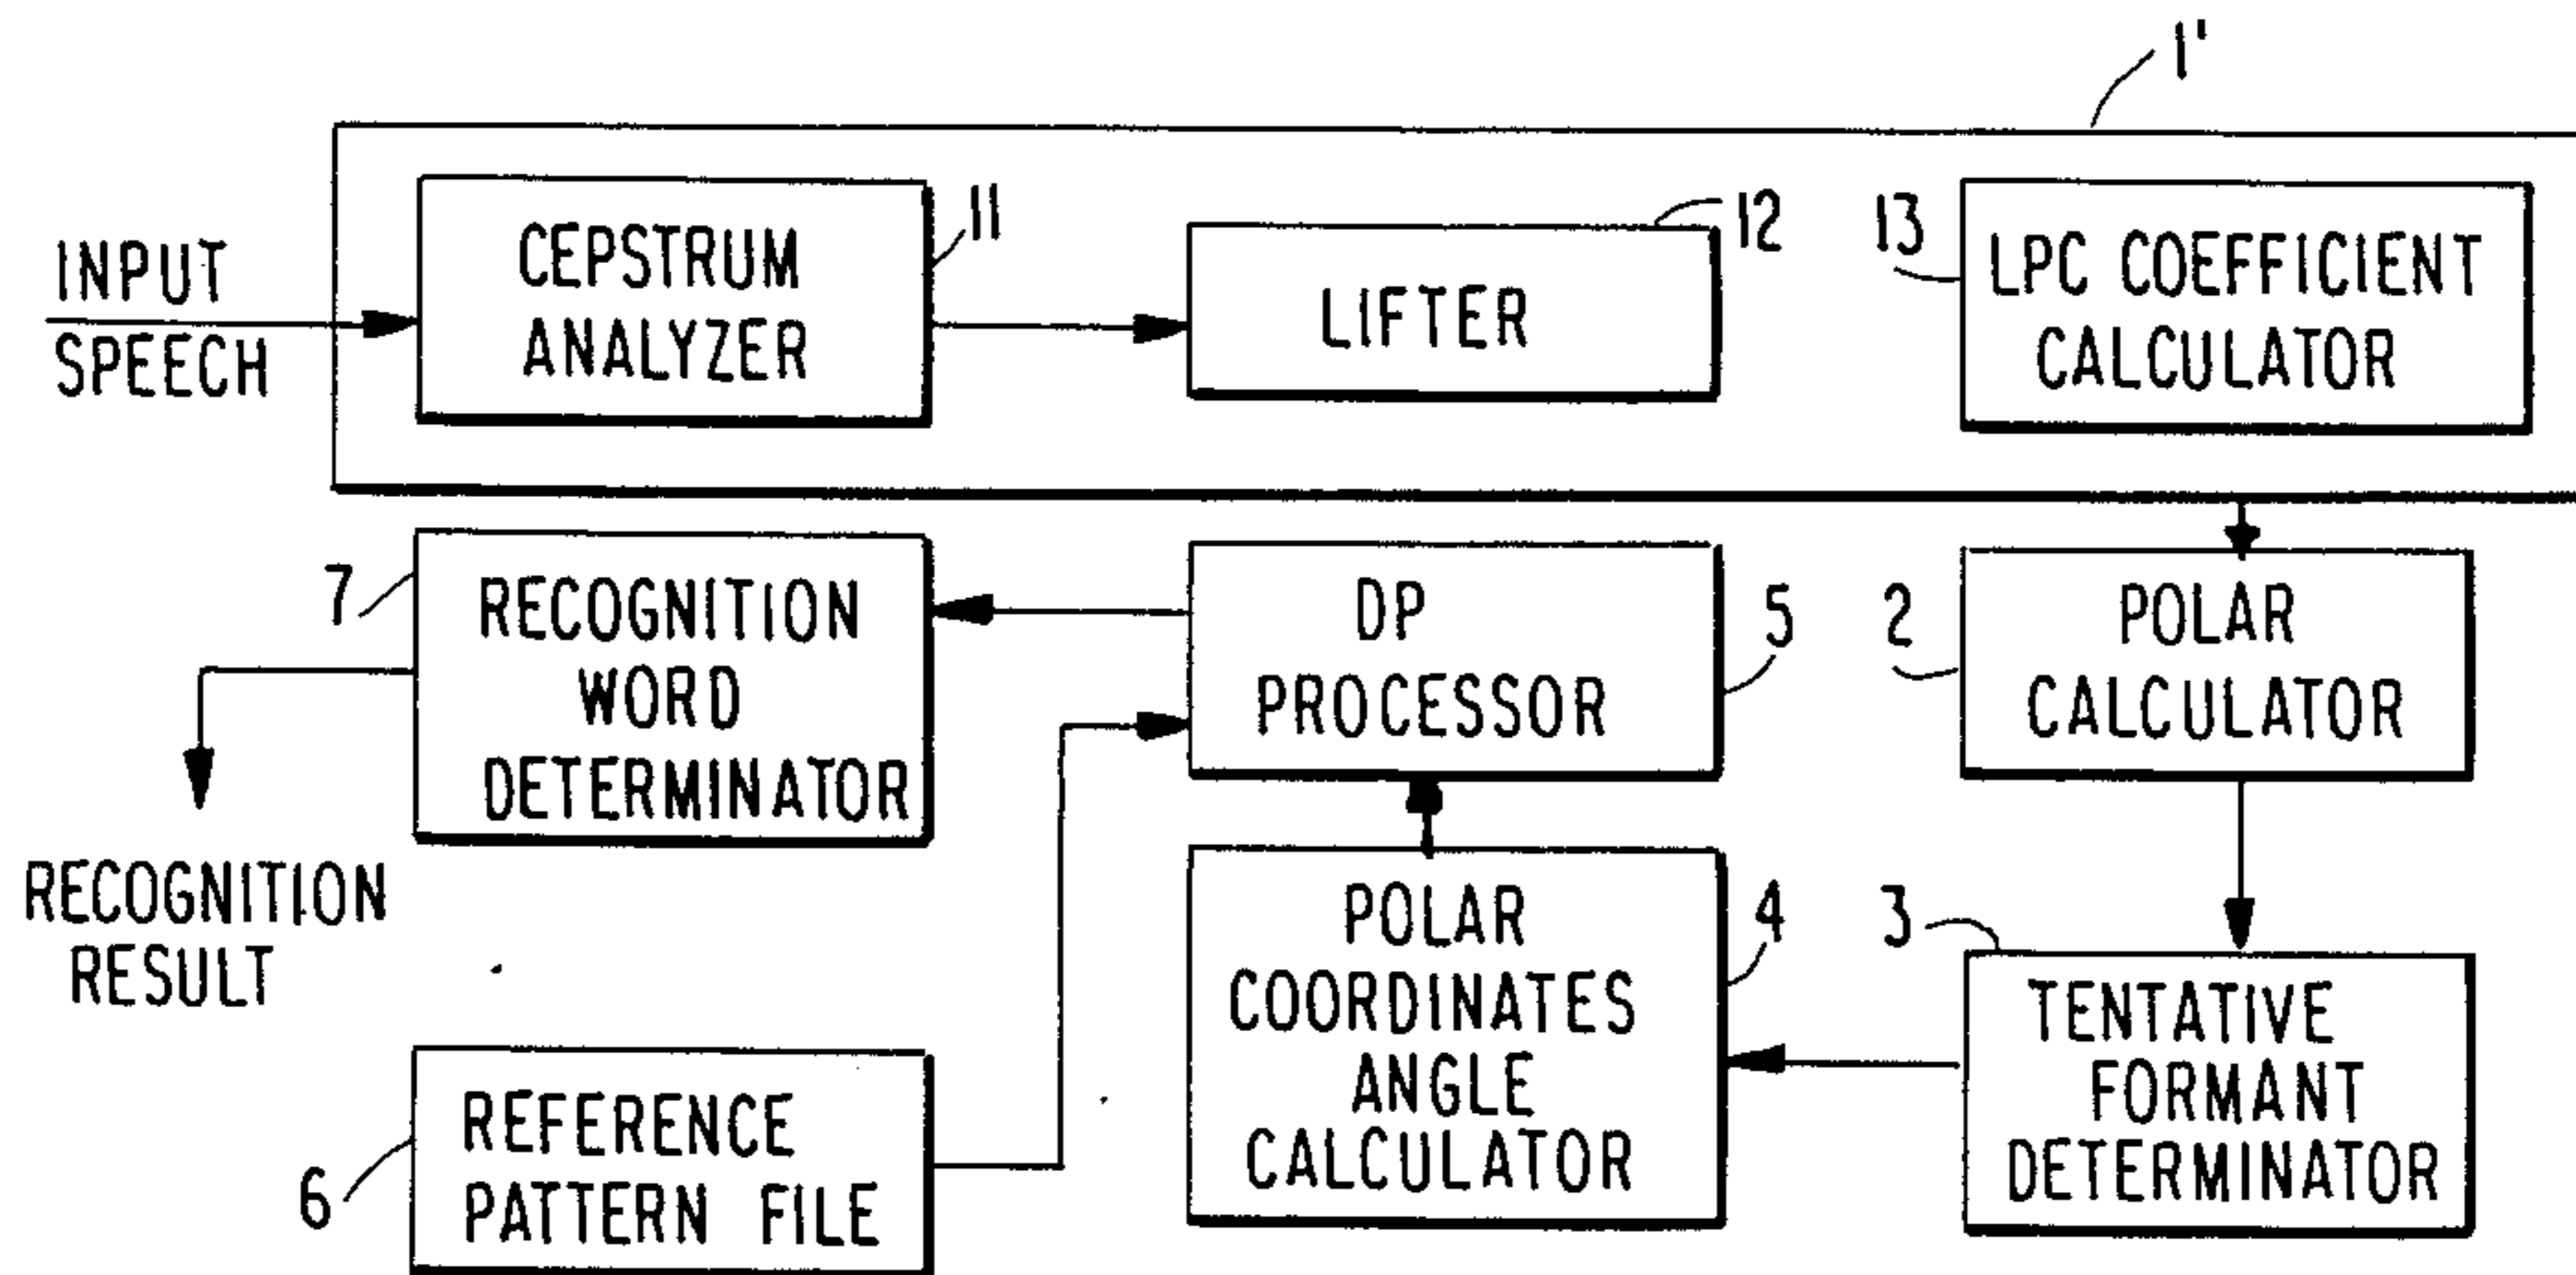 1'
INPUT
SPEECH
CEPSTRUM
ANALYZER
11
LIFTER
12
13
LPC COEFFICIENT
CALCULATOR
7
RECOGNITION
WORD
DETERMINATOR
DP
PROCESSOR
5
2
POLAR
CALCULATOR
RECOGNITION
RESULT
POLAR
COORDINATES
ANGLE
CALCULATOR
4
3
TENTATIVE
FORMANT
DETERMINATOR
6
REFERENCE
PATTERN FILE